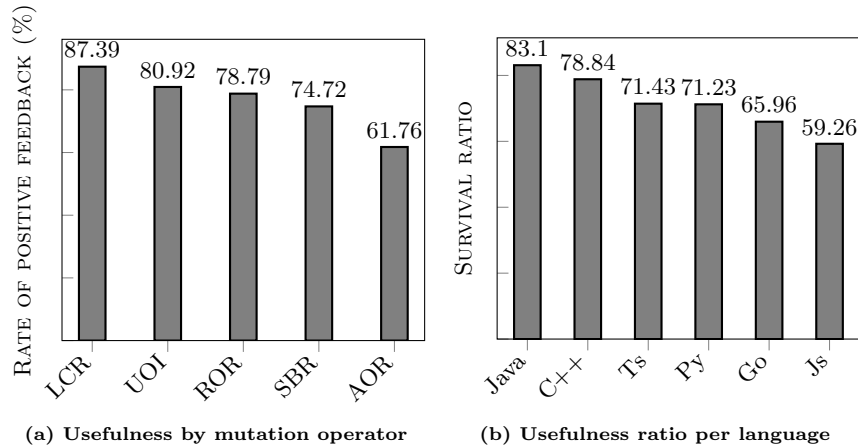 RATE OF POSITIVE FEEDBACK (%)
87.39
80.92
78.79
74.72
61.76
LCR
UOI
ROR
SBR
AOR
(a) Usefulness by mutation operator
SURVIVAL RATIO
83.1
78.84
71.43
71.23
65.96
59.26
Java
C++
Ts
Py
Go
Js
(b) Usefulness ratio per language